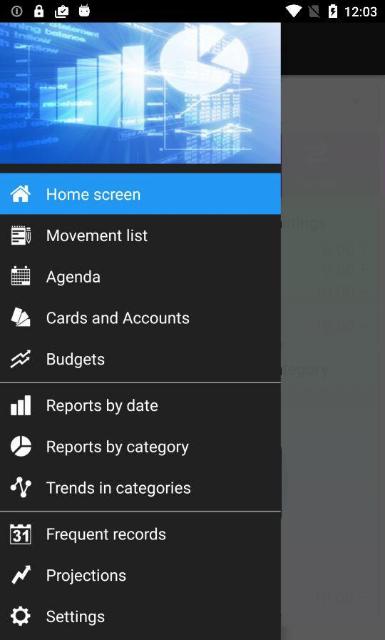 12:03
Home screen
Movement list
Agenda
Cards and Accounts
Budgets
Reports by date
Reports by category
Trends in categories
31 Frequent records
Projections
Settings